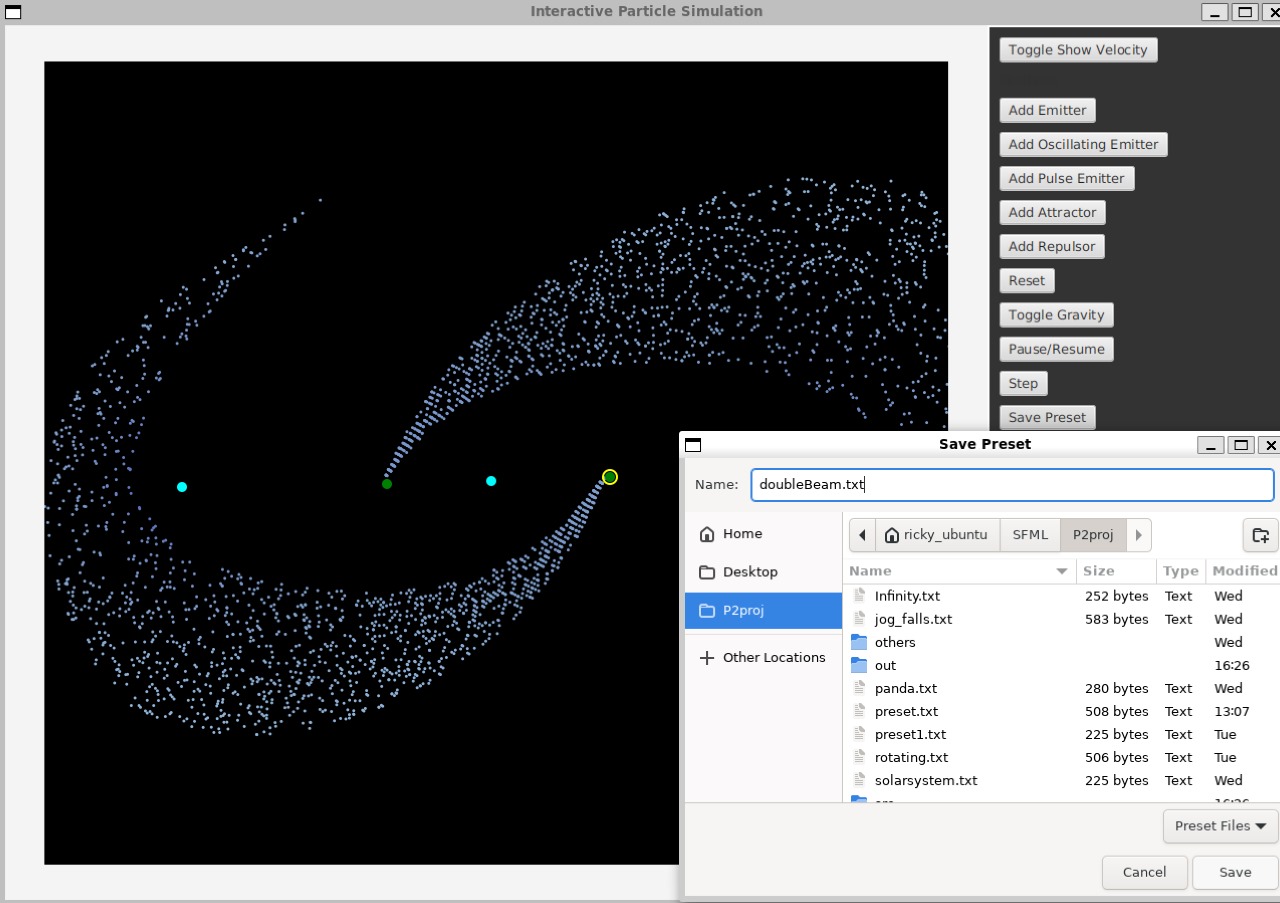 Interactive Particle Simulation
Toggle Show Velocity
Add Emitter
Add Oscillating Emitter
Add Pulse Emitter
Add Attractor
Add Repulsor
Reset
Toggle Gravity
Pause/Resume
Step
Save Preset
Save Preset
Name: doubleBeam.txt
Home
Desktop
P2proj
Other Locations
ricky_ubuntu SFML P2proj
Name Size Type Modified
Infinity.txt 252 bytes Text Wed
jog_falls.txt 583 bytes Text Wed
others Wed
out 16:26
panda.txt 280 bytes Text Wed
preset.txt 508 bytes Text 13:07
preset1.txt 225 bytes Text Tue
rotating.txt 506 bytes Text Tue
solarsystem.txt 225 bytes Text Wed
Preset Files
Cancel Save